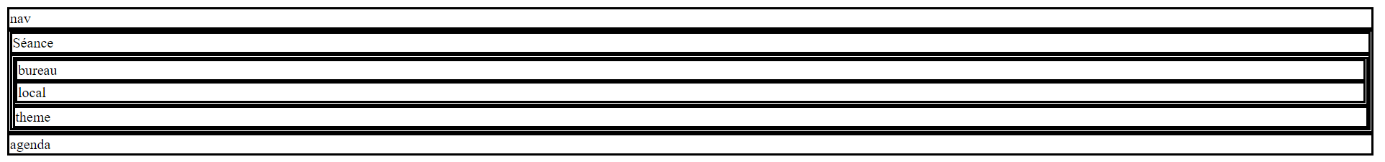 nav
Séance
bureau
local
theme
agenda